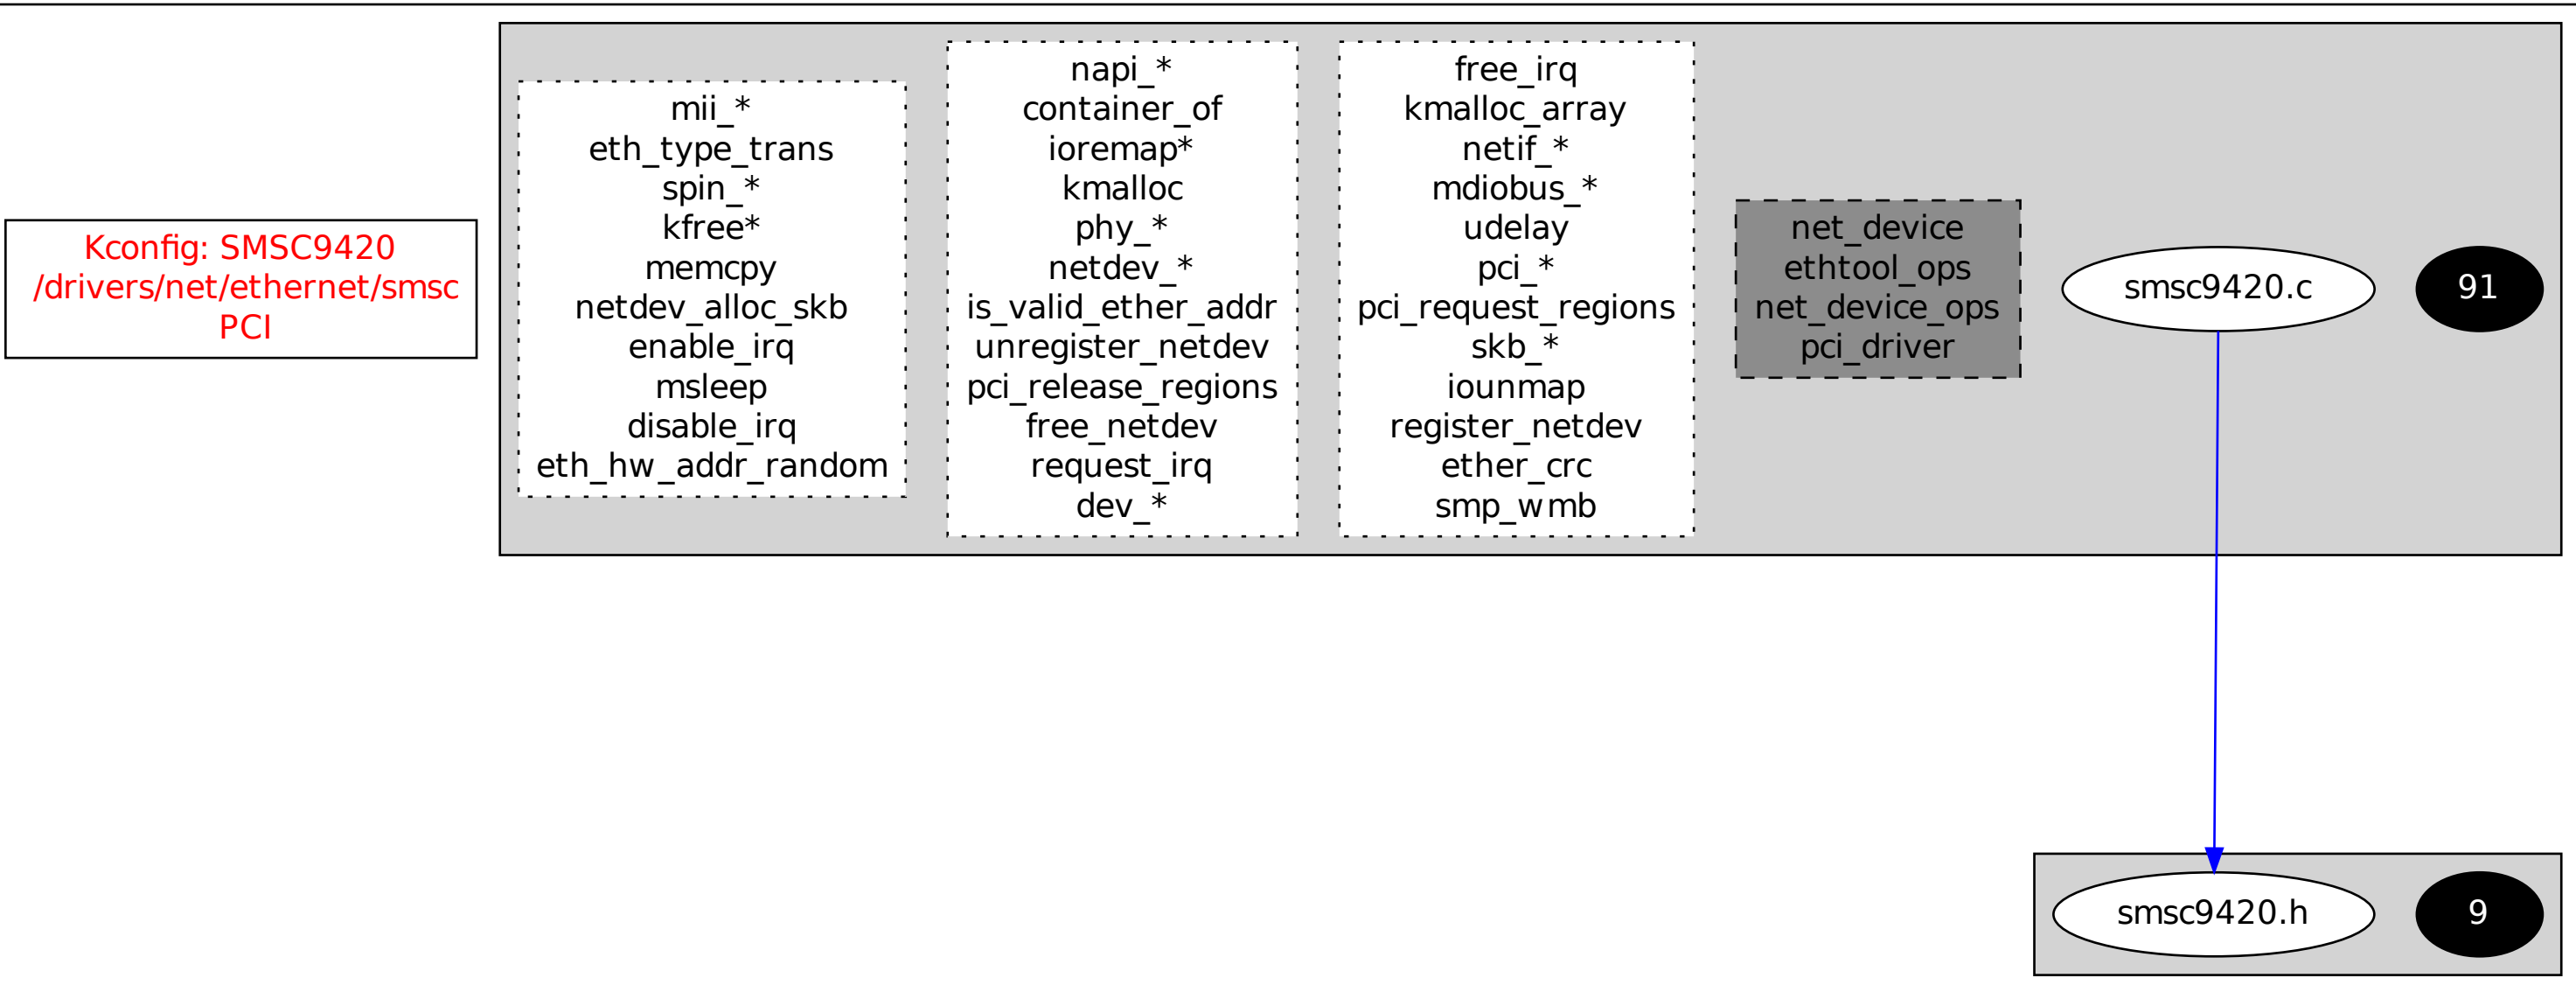 Kconfig: SMSC9420
/drivers/net/ethernet/smsc
PCI
mii_*
eth_type_trans
spin_*
kfree*
memcpy
netdev_alloc_skb
enable_irq
msleep
disable_irq
eth_hw_addr_random
napi_*
container_of
ioremap*
kmalloc
phy_*
netdev_*
is_valid_ether_addr
unregister_netdev
pci_release_regions
free_netdev
request_irq
dev_*
free_irq
kmalloc_array
netif_*
mdiobus_*
udelay
pci_*
pci_request_regions
skb_*
iounmap
register_netdev
ether_crc
smp_wmb
net_device
ethtool_ops
net_device_ops
pci_driver
smsc9420.c
91
smsc9420.h
9